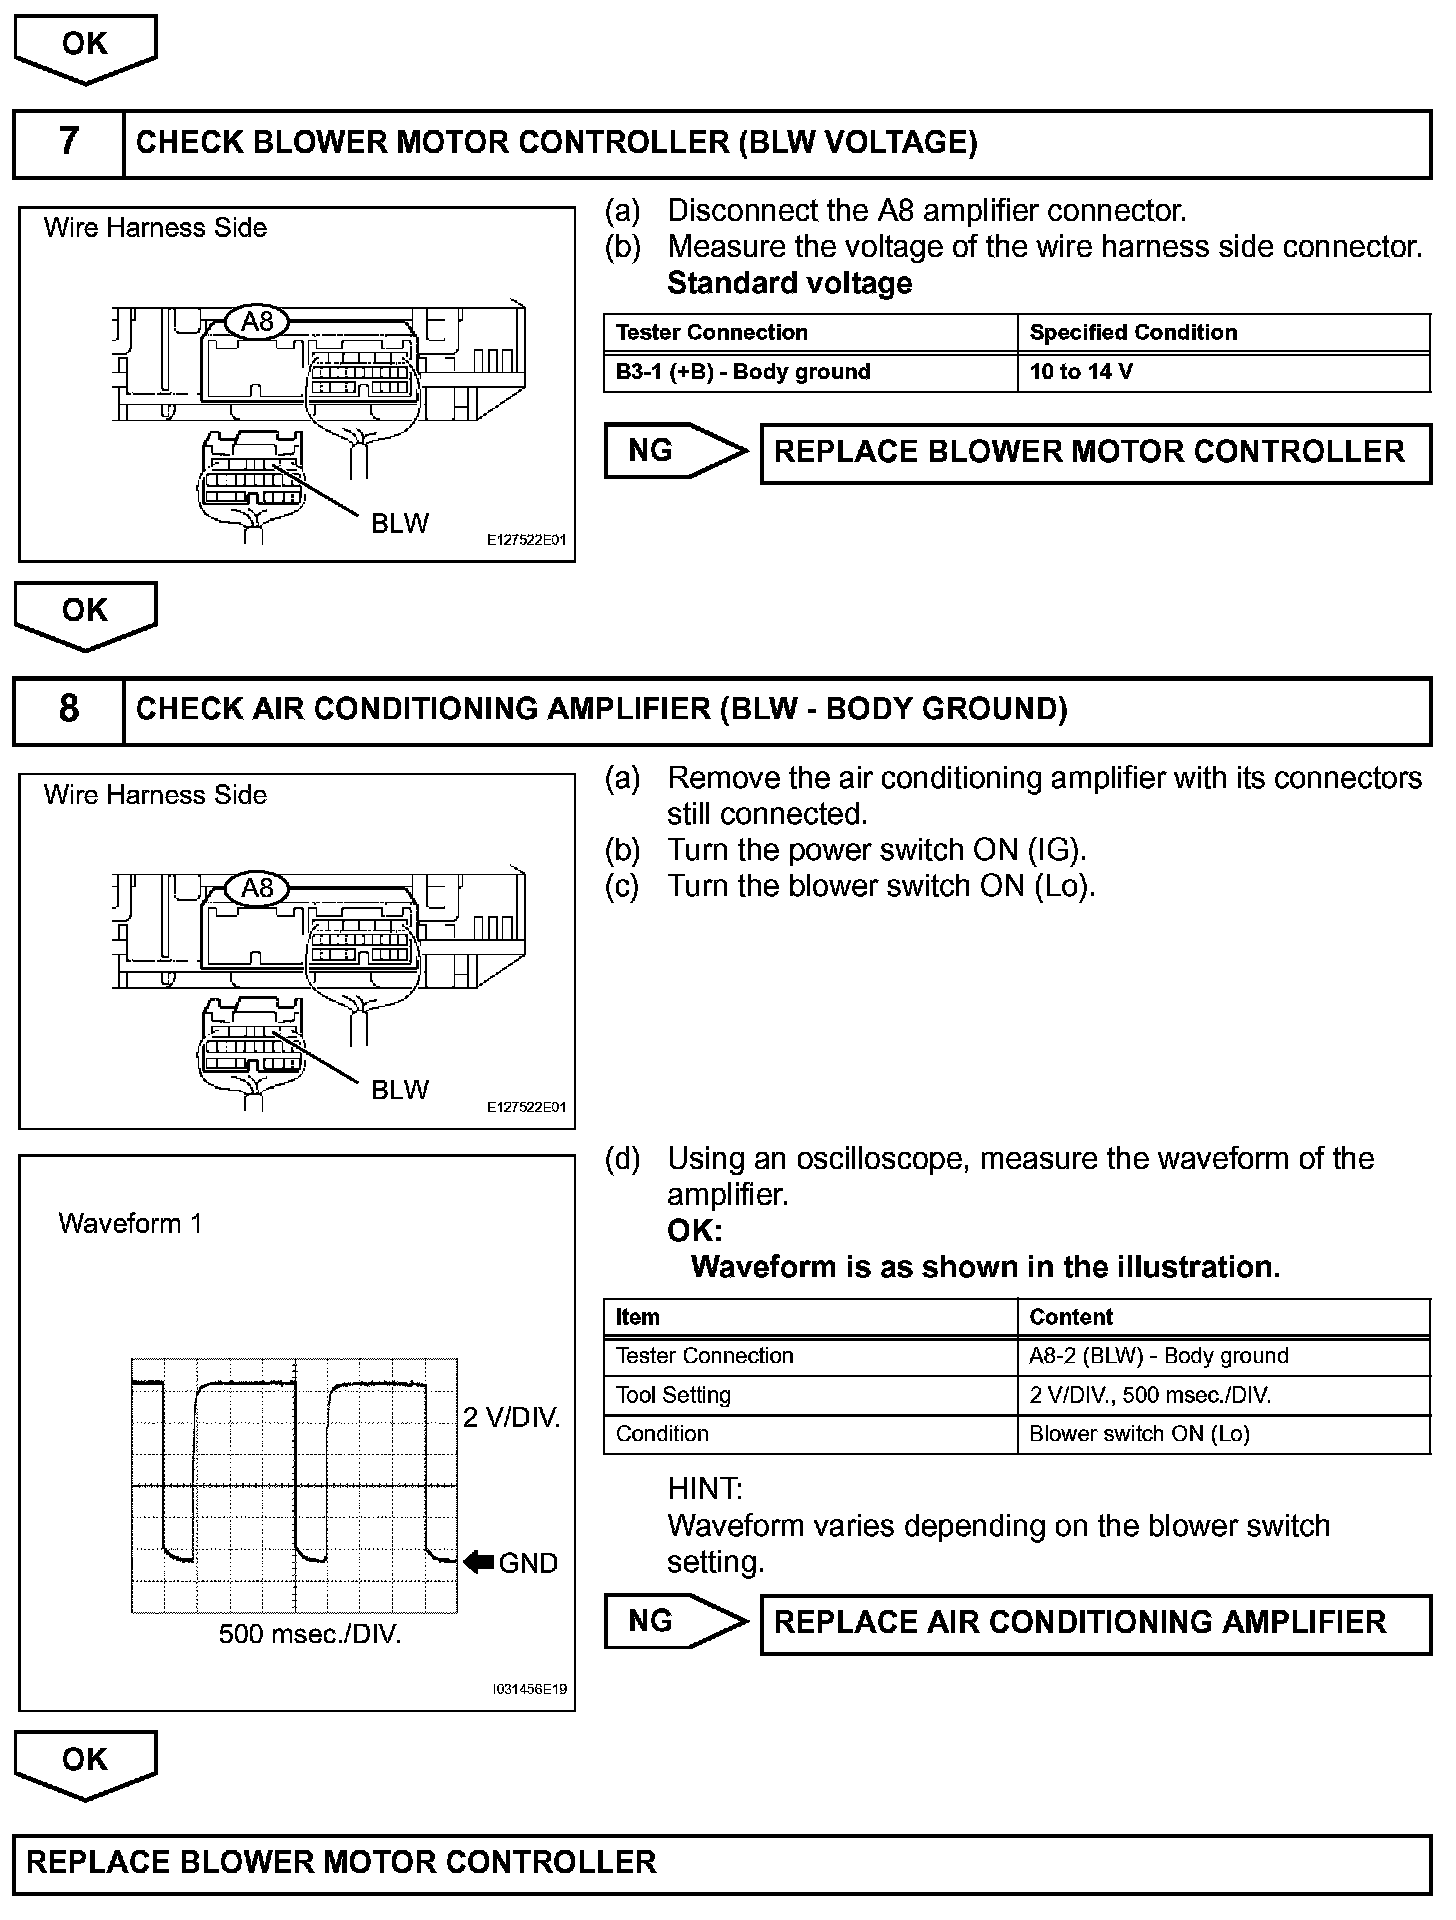 OK
7 CHECK BLOWER MOTOR CONTROLLER (BLW VOLTAGE)
Wire Harness Side
A8
BLW
E127522E01
(a) Disconnect the A8 amplifier connector.
(b) Measure the voltage of the wire harness side connector.
Standard voltage
Tester Connection Specified Condition
B3-1 (+B) - Body ground 10 to 14 V
NG REPLACE BLOWER MOTOR CONTROLLER
OK
8 CHECK AIR CONDITIONING AMPLIFIER (BLW - BODY GROUND)
Wire Harness Side
A8
BLW
E127522E01
(a) Remove the air conditioning amplifier with its connectors
still connected.
(b) Turn the power switch ON (IG).
(c) Turn the blower switch ON (Lo).
Waveform 1
2 V/DIV.
GND
500 msec./DIV.
I031456E19
(d) Using an oscilloscope, measure the waveform of the
amplifier.
OK:
Waveform is as shown in the illustration.
Item Content
Tester Connection A8-2 (BLW) - Body ground
Tool Setting 2 V/DIV., 500 msec./DIV.
Condition Blower switch ON (Lo)
HINT:
Waveform varies depending on the blower switch
setting.
NG REPLACE AIR CONDITIONING AMPLIFIER
OK
REPLACE BLOWER MOTOR CONTROLLER